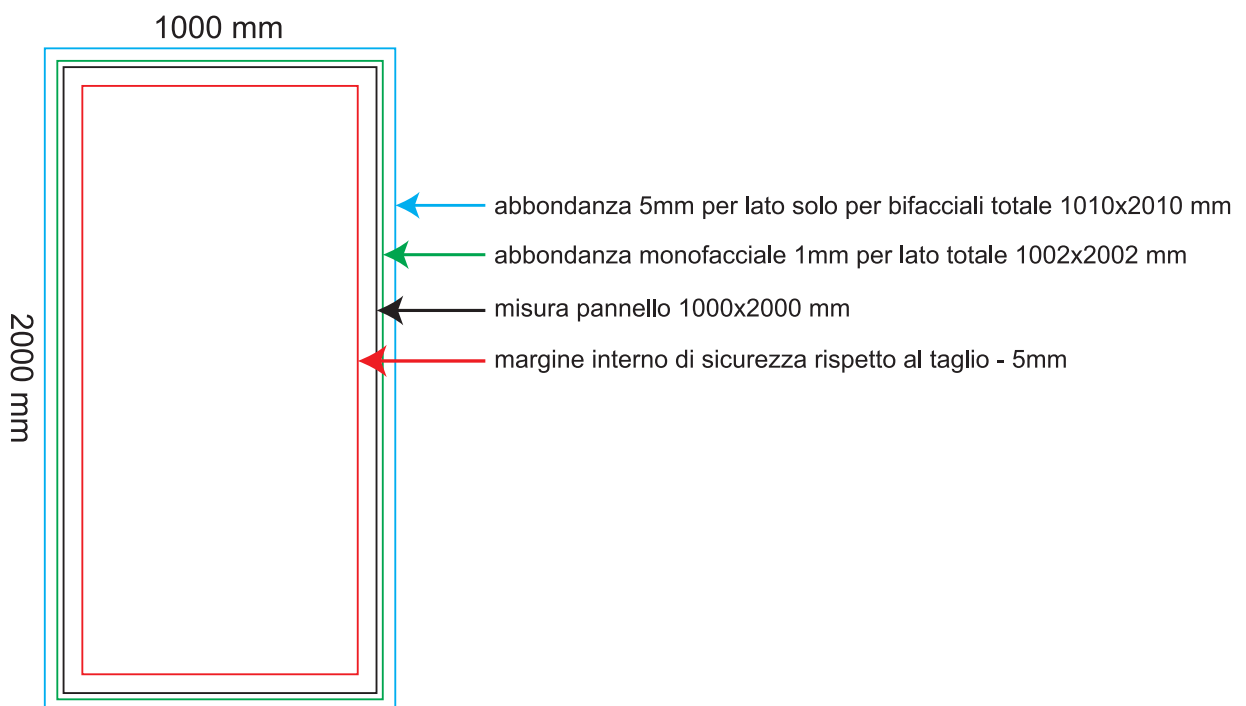 1000 mm
abbondanza 5mm per lato solo per bifacciali totale 1010x2010 mm
abbondanza monofacciale 1mm per lato totale 1002x2002 mm
misura pannello 1000x2000 mm
margine interno di sicurezza rispetto al taglio - 5mm
2000 mm